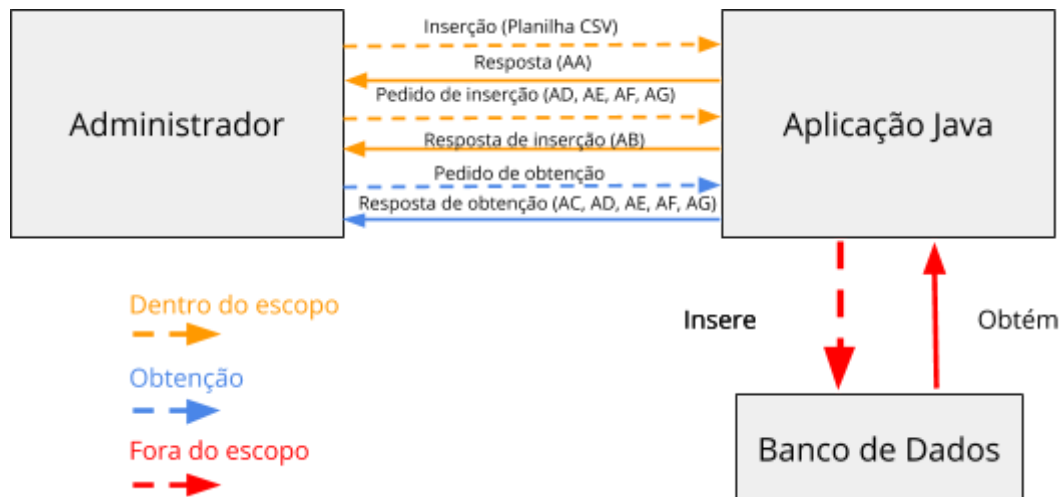 Inserção (Planilha CSV)
Resposta (AA)
Pedido de inserção (AD, AE, AF, AG)
Resposta de inserção (AB)
Pedido de obtenção
Resposta de obtenção (AC, AD, AE, AF, AG)
Administrador
Aplicação Java
Dentro do escopo
Obtenção
Fora do escopo
Insere
Obtém
Banco de Dados